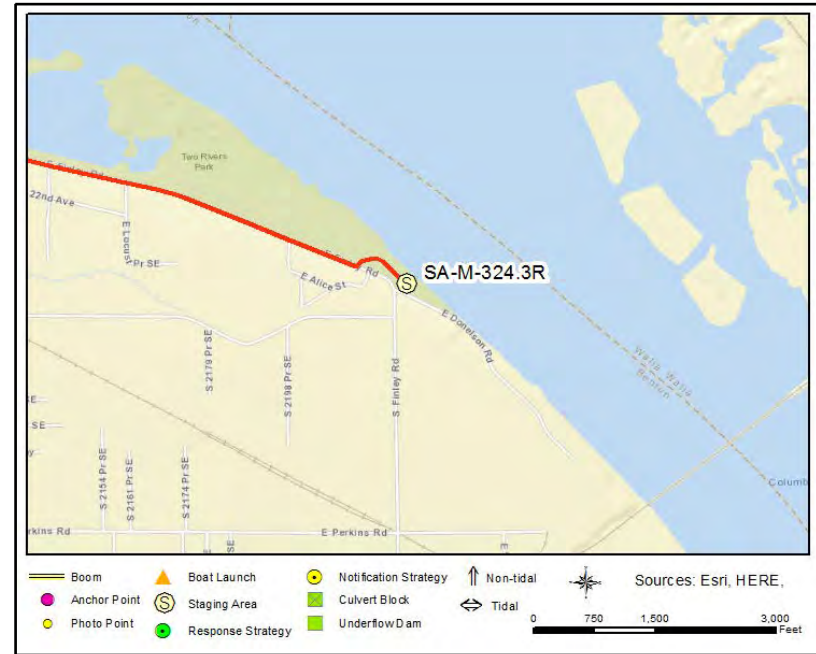 Two Rivers
Park
E Finley Rd
22nd Ave
E Locust
Pr SE
SA-M-324.3R
S
E Alice St
E Donelson Rd
S 2179 Pr SE
S 2198 Pr SE
S Finley Rd
Walla Walla
Benton
SE
S 2154 Pr SE
S 2161 Pr SE
S 2174 Pr SE
SE
Columb
rkins Rd
E Perkins Rd
E
Boom
Boat Launch
Notification Strategy
Non-tidal
Sources: Esri, HERE,
Anchor Point
S
Staging Area
Culvert Block
Tidal
Photo Point
Response Strategy
Underflow Dam
0 750 1,500 3,000
Feet